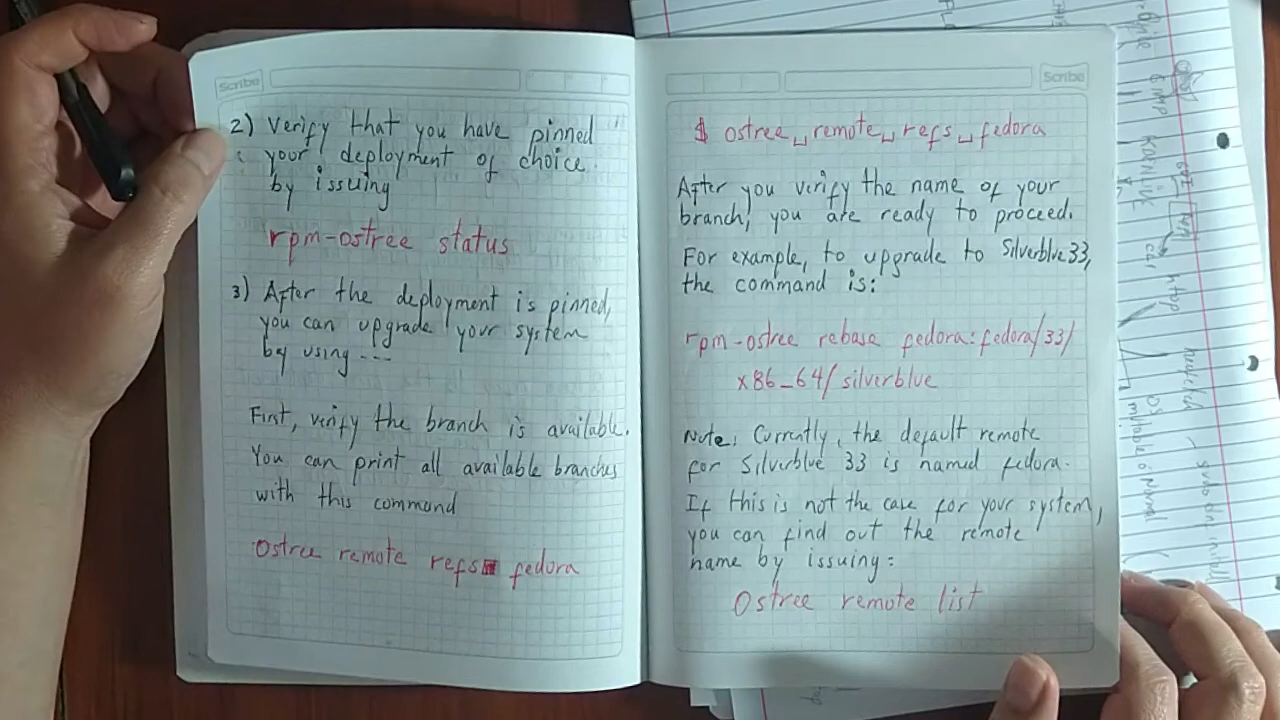 Scribe
2) Verify that you have pinned
your deployment of choice.
by issuing
rpm-ostree status
3) After the deployment is pinned,
you can upgrade your system
by using ---
First, verify the branch is available.
You can print all available branches
with this command
Ostree remote refs fedora
Scribe
$ ostree␣remote␣refs␣fedora
After you verify the name of your
branch, you are ready to proceed.
For example, to upgrade to Silverblue 33,
the command is:
rpm-ostree rebase fedora:fedora/33/
x86_64/silverblue
Note: Currently, the default remote
for Silverblue 33 is named fedora.
If this is not the case for your system,
you can find out the remote
name by issuing:
Ostree remote list
htop